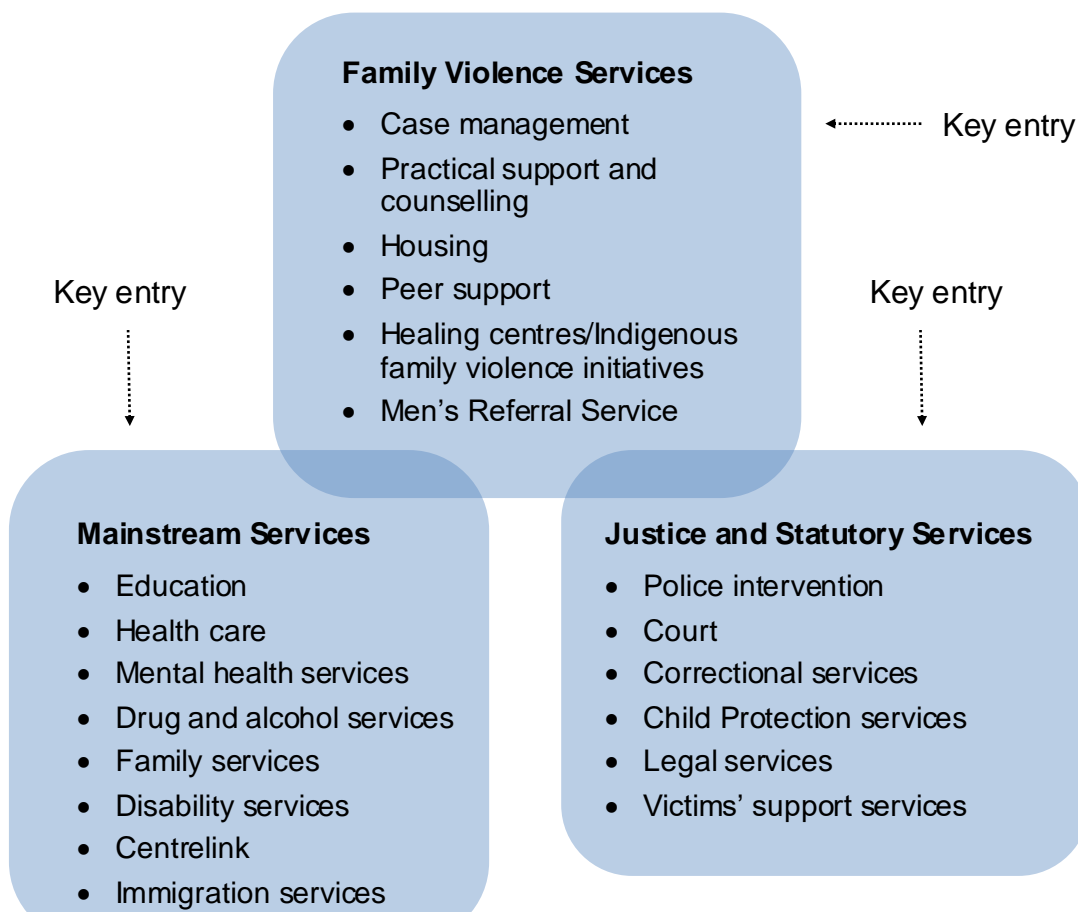 Family Violence Services
• Case management
• Practical support and
counselling
• Housing
• Peer support
• Healing centres/Indigenous
family violence initiatives
• Men’s Referral Service
Key entry
Key entry
Key entry
Mainstream Services
• Education
• Health care
• Mental health services
• Drug and alcohol services
• Family services
• Disability services
• Centrelink
• Immigration services
Justice and Statutory Services
• Police intervention
• Court
• Correctional services
• Child Protection services
• Legal services
• Victims’ support services